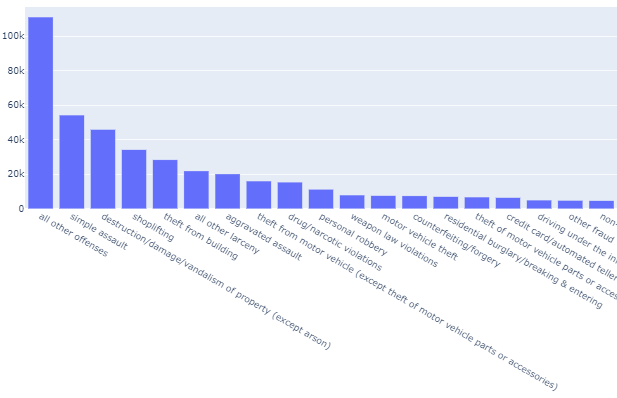 100k
80k
60k
40k
20k
0
all other offenses
simple assault
destruction/damage/vandalism of property (except arson)
shoplifting
theft from building
all other larceny
aggravated assault
theft from motor vehicle (except theft of motor vehicle parts or accessories)
drug/narcotic violations
personal robbery
weapon law violations
motor vehicle theft
counterfeiting/forgery
residential burglary/breaking & entering
theft of motor vehicle parts or acces
credit card/automated teller
driving under the in
other fraud
non-